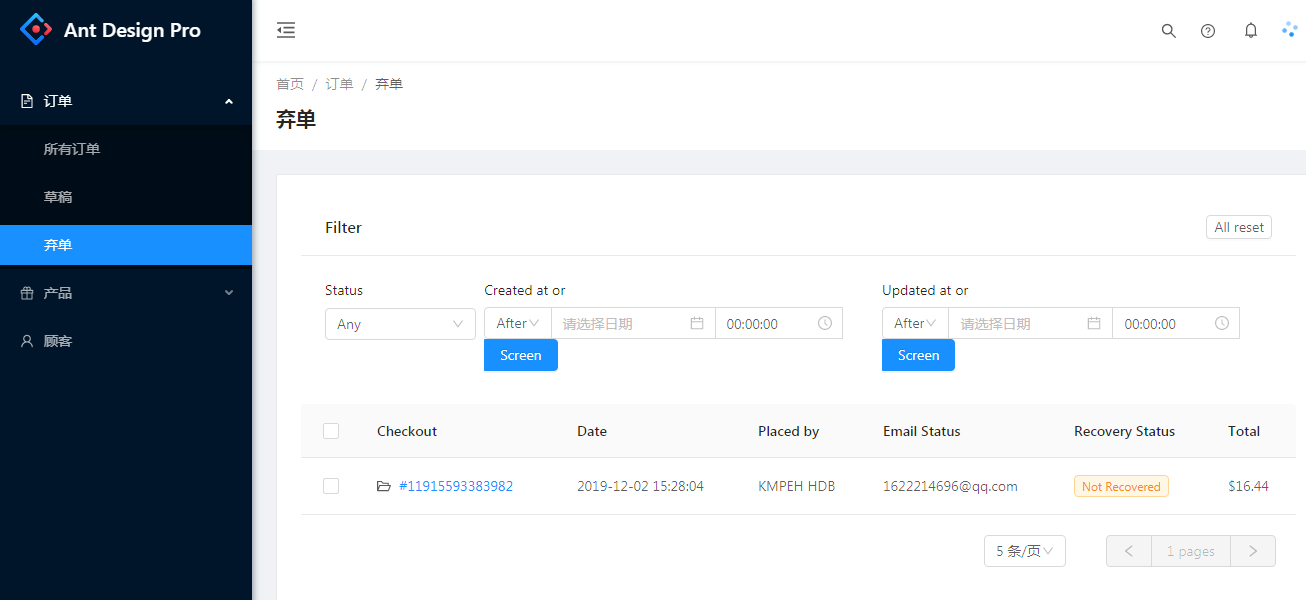 Ant Design Pro
订单
所有订单
草稿
弃单
产品
顾客
首页 / 订单 / 弃单
弃单
Filter All reset
Status Created at or Updated at or
Any After 请选择日期 00:00:00 After 请选择日期 00:00:00
Screen Screen
Checkout Date Placed by Email Status Recovery Status Total
#11915593383982 2019-12-02 15:28:04 KMPEH HDB 1622214696@qq.com Not Recovered $16.44
5 条/页 < 1 pages >